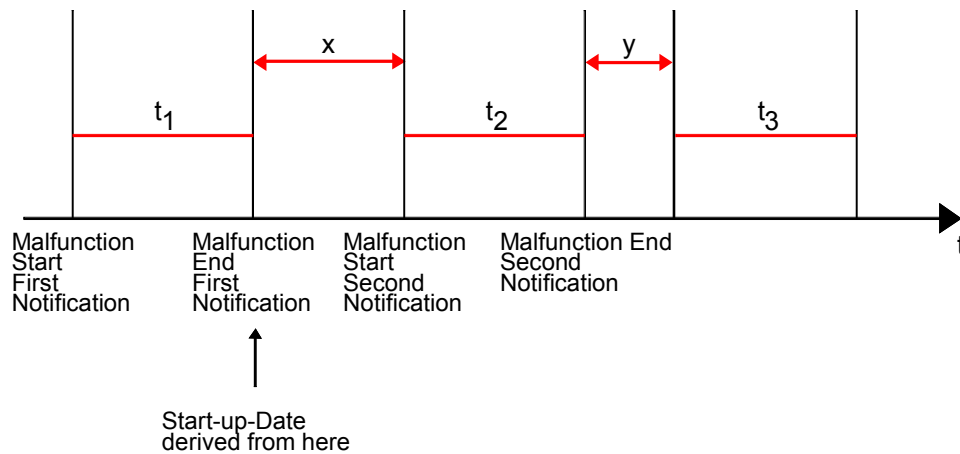 x
y
t1
t2
t3
Malfunction
Start
First
Notification
Malfunction
End
First
Notification
Malfunction
Start
Second
Notification
Malfunction End
Second
Notification
t
Start-up-Date
derived from here